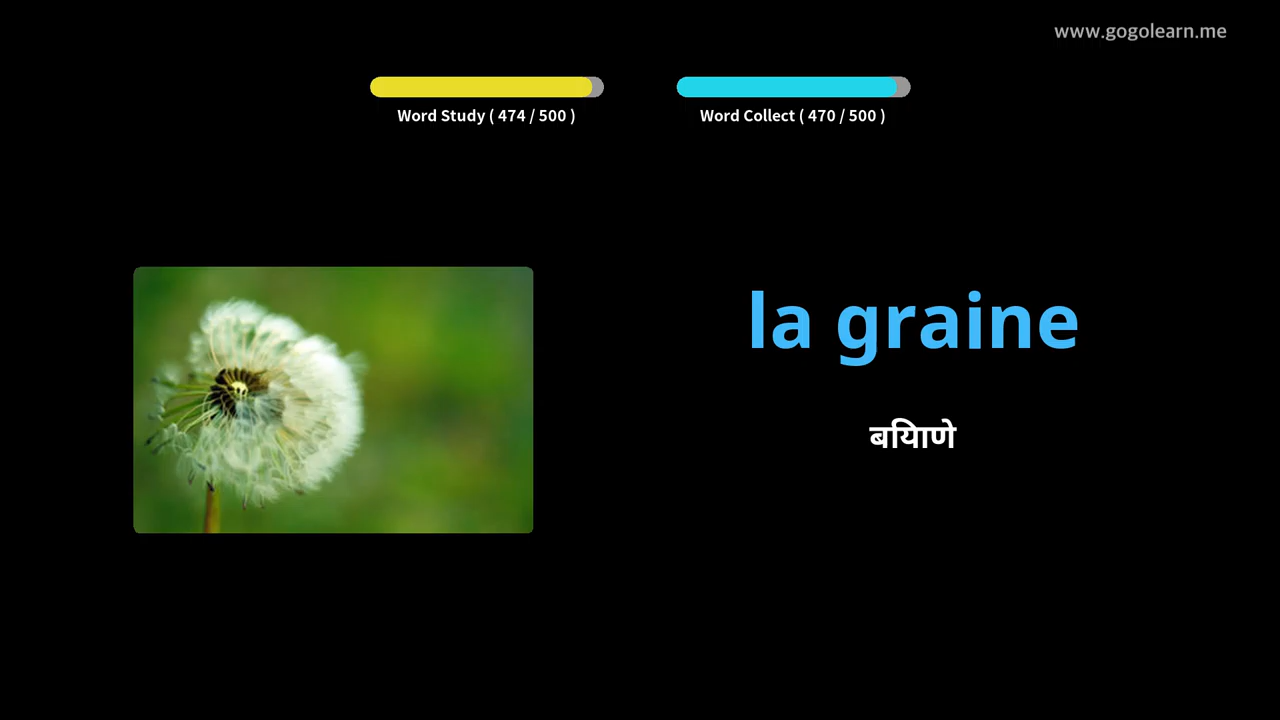 www.gogolearn.me
Word Study ( 474 / 500 )
Word Collect ( 470 / 500 )
la graine
बियाणे